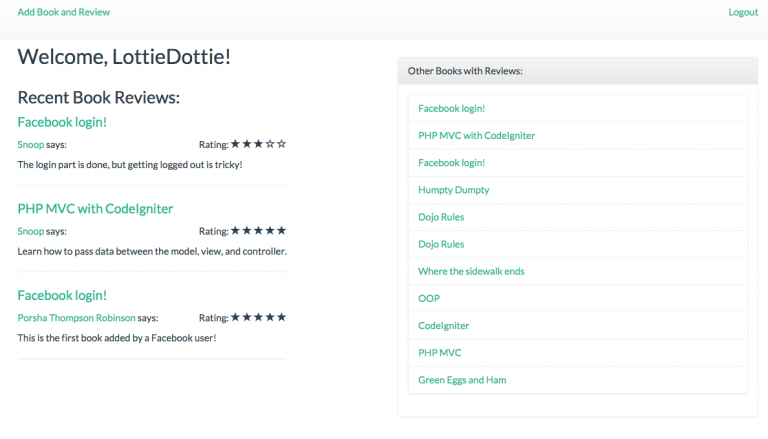 Add Book and Review
Logout
Welcome, LottieDottie!
Recent Book Reviews:
Facebook login!
Snoop says: Rating: ★★★☆☆
The login part is done, but getting logged out is tricky!
PHP MVC with CodeIgniter
Snoop says: Rating: ★★★★★
Learn how to pass data between the model, view, and controller.
Facebook login!
Porsha Thompson Robinson says: Rating: ★★★★★
This is the first book added by a Facebook user!
Other Books with Reviews:
Facebook login!
PHP MVC with CodeIgniter
Facebook login!
Humpty Dumpty
Dojo Rules
Dojo Rules
Where the sidewalk ends
OOP
CodeIgniter
PHP MVC
Green Eggs and Ham